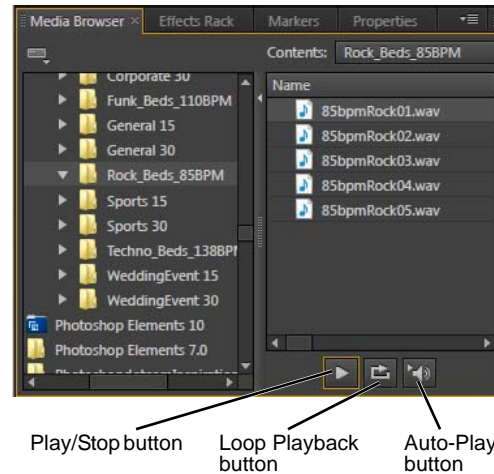 Media Browser × Effects Rack Markers Properties
Contents: Rock_Beds_85BPM
Name
Corporate 30
Funk_Beds_110BPM
General 15
General 30
Rock_Beds_85BPM
Sports 15
Sports 30
Techno_Beds_138BPM
WeddingEvent 15
WeddingEvent 30
Photoshop Elements 10
Photoshop Elements 7.0
85bpmRock01.wav
85bpmRock02.wav
85bpmRock03.wav
85bpmRock04.wav
85bpmRock05.wav
Play/Stop button
Loop Playback
button
Auto-Play
button